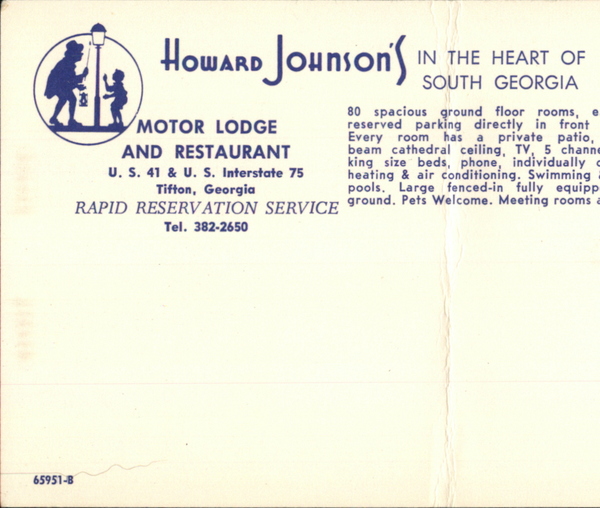 Howard Johnson's
IN THE HEART OF
SOUTH GEORGIA
MOTOR LODGE
AND RESTAURANT
U. S. 41 & U. S. Interstate 75
Tifton, Georgia
RAPID RESERVATION SERVICE
Tel. 382-2650
80 spacious ground floor rooms,
reserved parking directly in front
Every room has a private patio,
beam cathedral ceiling, TV, 5
king size beds, phone, individually
heating & air conditioning. Swimming
pools. Large fenced-in fully
ground. Pets Welcome. Meeting rooms
65951-B